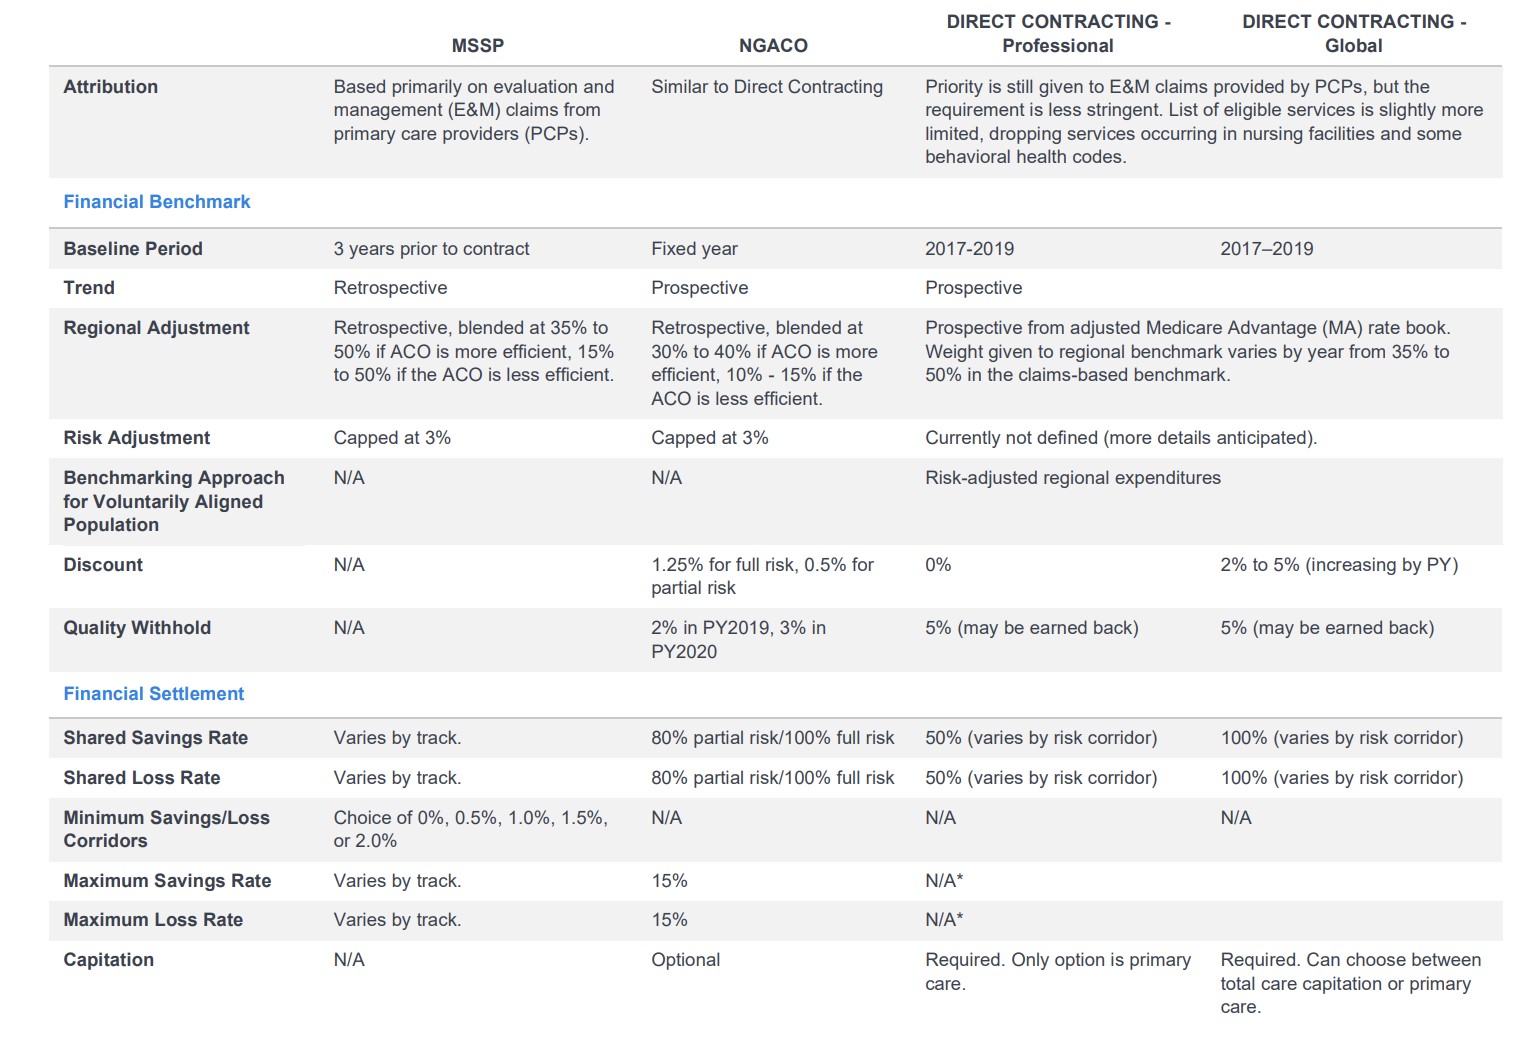 MSSP NGACO DIRECT CONTRACTING - Professional DIRECT CONTRACTING - Global
Attribution
Based primarily on evaluation and
management (E&M) claims from
primary care providers (PCPs).
Similar to Direct Contracting
Priority is still given to E&M claims provided by PCPs, but the
requirement is less stringent. List of eligible services is slightly more
limited, dropping services occurring in nursing facilities and some
behavioral health codes.
Financial Benchmark
Baseline Period
3 years prior to contract
Fixed year
2017-2019
2017–2019
Trend
Retrospective
Prospective
Prospective
Regional Adjustment
Retrospective, blended at 35% to
50% if ACO is more efficient, 15%
to 50% if the ACO is less efficient.
Retrospective, blended at
30% to 40% if ACO is more
efficient, 10% - 15% if the
ACO is less efficient.
Prospective from adjusted Medicare Advantage (MA) rate book.
Weight given to regional benchmark varies by year from 35% to
50% in the claims-based benchmark.
Risk Adjustment
Capped at 3%
Capped at 3%
Currently not defined (more details anticipated).
Benchmarking Approach
for Voluntarily Aligned
Population
N/A
N/A
Risk-adjusted regional expenditures
Discount
N/A
1.25% for full risk, 0.5% for
partial risk
0%
2% to 5% (increasing by PY)
Quality Withhold
N/A
2% in PY2019, 3% in
PY2020
5% (may be earned back)
5% (may be earned back)
Financial Settlement
Shared Savings Rate
Varies by track.
80% partial risk/100% full risk
50% (varies by risk corridor)
100% (varies by risk corridor)
Shared Loss Rate
Varies by track.
80% partial risk/100% full risk
50% (varies by risk corridor)
100% (varies by risk corridor)
Minimum Savings/Loss
Corridors
Choice of 0%, 0.5%, 1.0%, 1.5%,
or 2.0%
N/A
N/A
N/A
Maximum Savings Rate
Varies by track.
15%
N/A*
Maximum Loss Rate
Varies by track.
15%
N/A*
Capitation
N/A
Optional
Required. Only option is primary
care.
Required. Can choose between
total care capitation or primary
care.